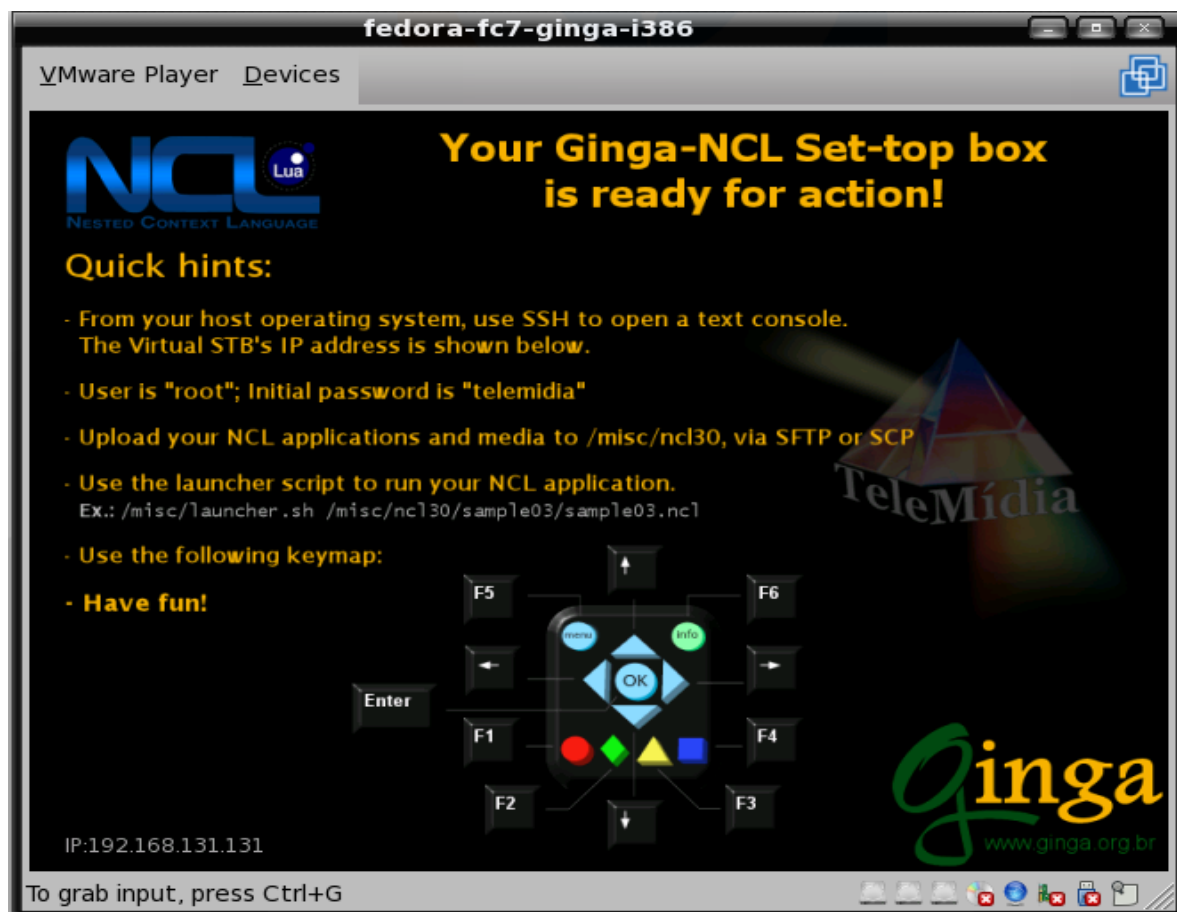 fedora-fc7-ginga-i386
VMware Player Devices
NCL Lua
NESTED CONTEXT LANGUAGE
Your Ginga-NCL Set-top box
is ready for action!
Quick hints:
- From your host operating system, use SSH to open a text console.
The Virtual STB's IP address is shown below.
- User is "root"; Initial password is "telemidia"
- Upload your NCL applications and media to /misc/ncl30, via SFTP or SCP
- Use the launcher script to run your NCL application.
Ex.: /misc/launcher.sh /misc/ncl30/sample03/sample03.ncl
TeleMídia
- Use the following keymap:
- Have fun!
F5
F6
menu
info
OK
Enter
F1
F4
F2
F3
Ginga
www.ginga.org.br
IP:192.168.131.131
To grab input, press Ctrl+G